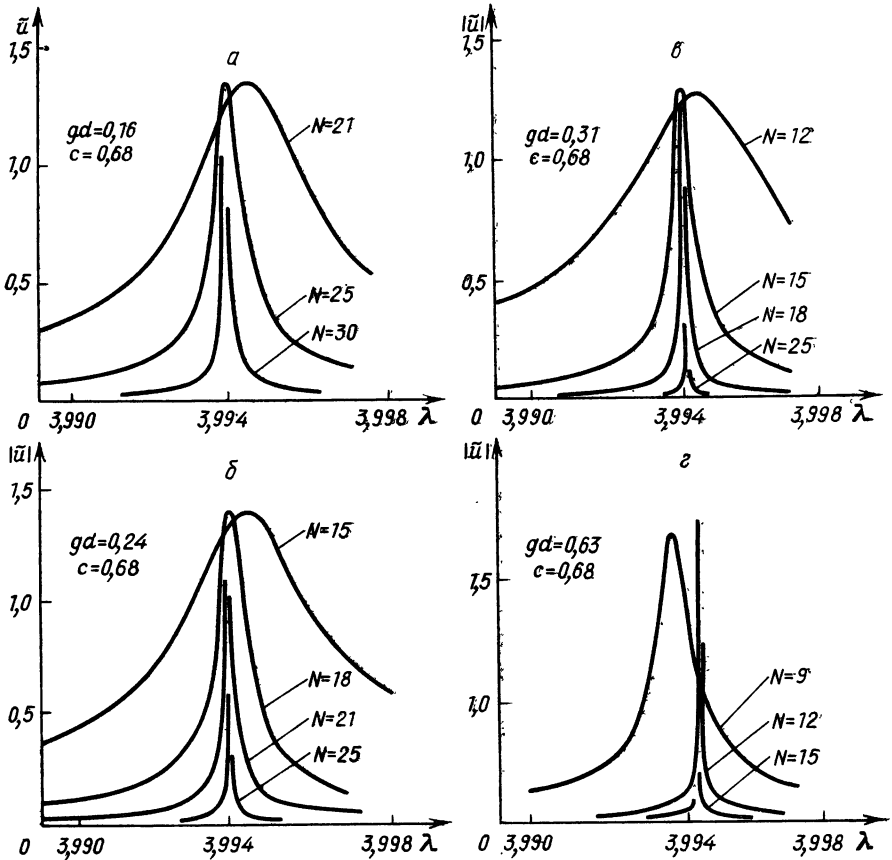 ũ
1,5
1,0
0,5
0
а
gd=0,16
c=0,68
N=21
N=25
N=30
3,990
3,994
3,998
λ
|ũ|
1,5
1,0
0,5
0
в
gd=0,31
c=0,68
N=12
N=15
N=18
N=25
3,990
3,994
3,998
λ
|ũ|
1,5
1,0
0,5
0
б
gd=0,24
c=0,68
N=15
N=18
N=21
N=25
3,990
3,994
3,998
λ
|ũ|
1,5
1,0
0
г
gd=0,63
c=0,68
N=9
N=12
N=15
3,990
3,994
3,998
λ